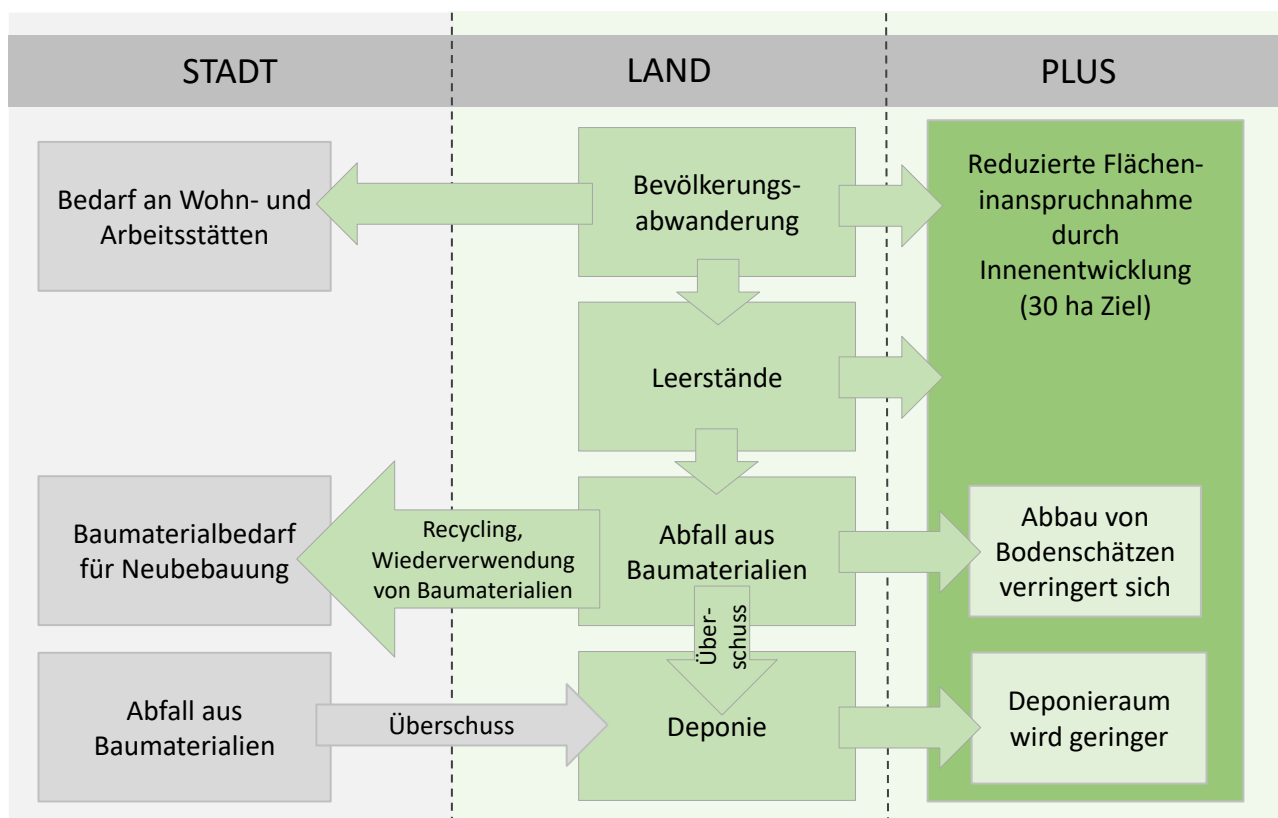 STADT
LAND
PLUS
Bedarf an Wohn- und
Arbeitsstätten
Bevölkerungs-
abwanderung
Reduzierte Flächen-
inanspruchnahme
durch
Innenentwicklung
(30 ha Ziel)
Leerstände
Baumaterialbedarf
für Neubebauung
Recycling,
Wiederverwendung
von Baumaterialien
Abfall aus
Baumaterialien
Abbau von
Bodenschätzen
verringert sich
Über-
schuss
Abfall aus
Baumaterialien
Überschuss
Deponie
Deponieraum
wird geringer